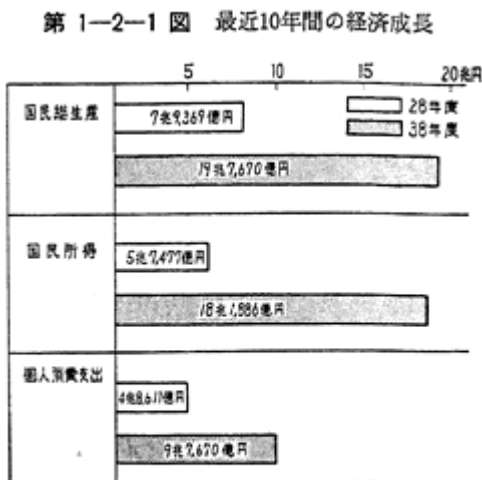 第 1―2―1 図 最近10年間の経済成長
5 10 15 20兆円
28年度
38年度
国民総生産
7兆9,369億円
19兆7,670億円
国民所得
5兆7,477億円
18兆1,886億円
個人消費支出
4兆8,617億円
9兆7,670億円